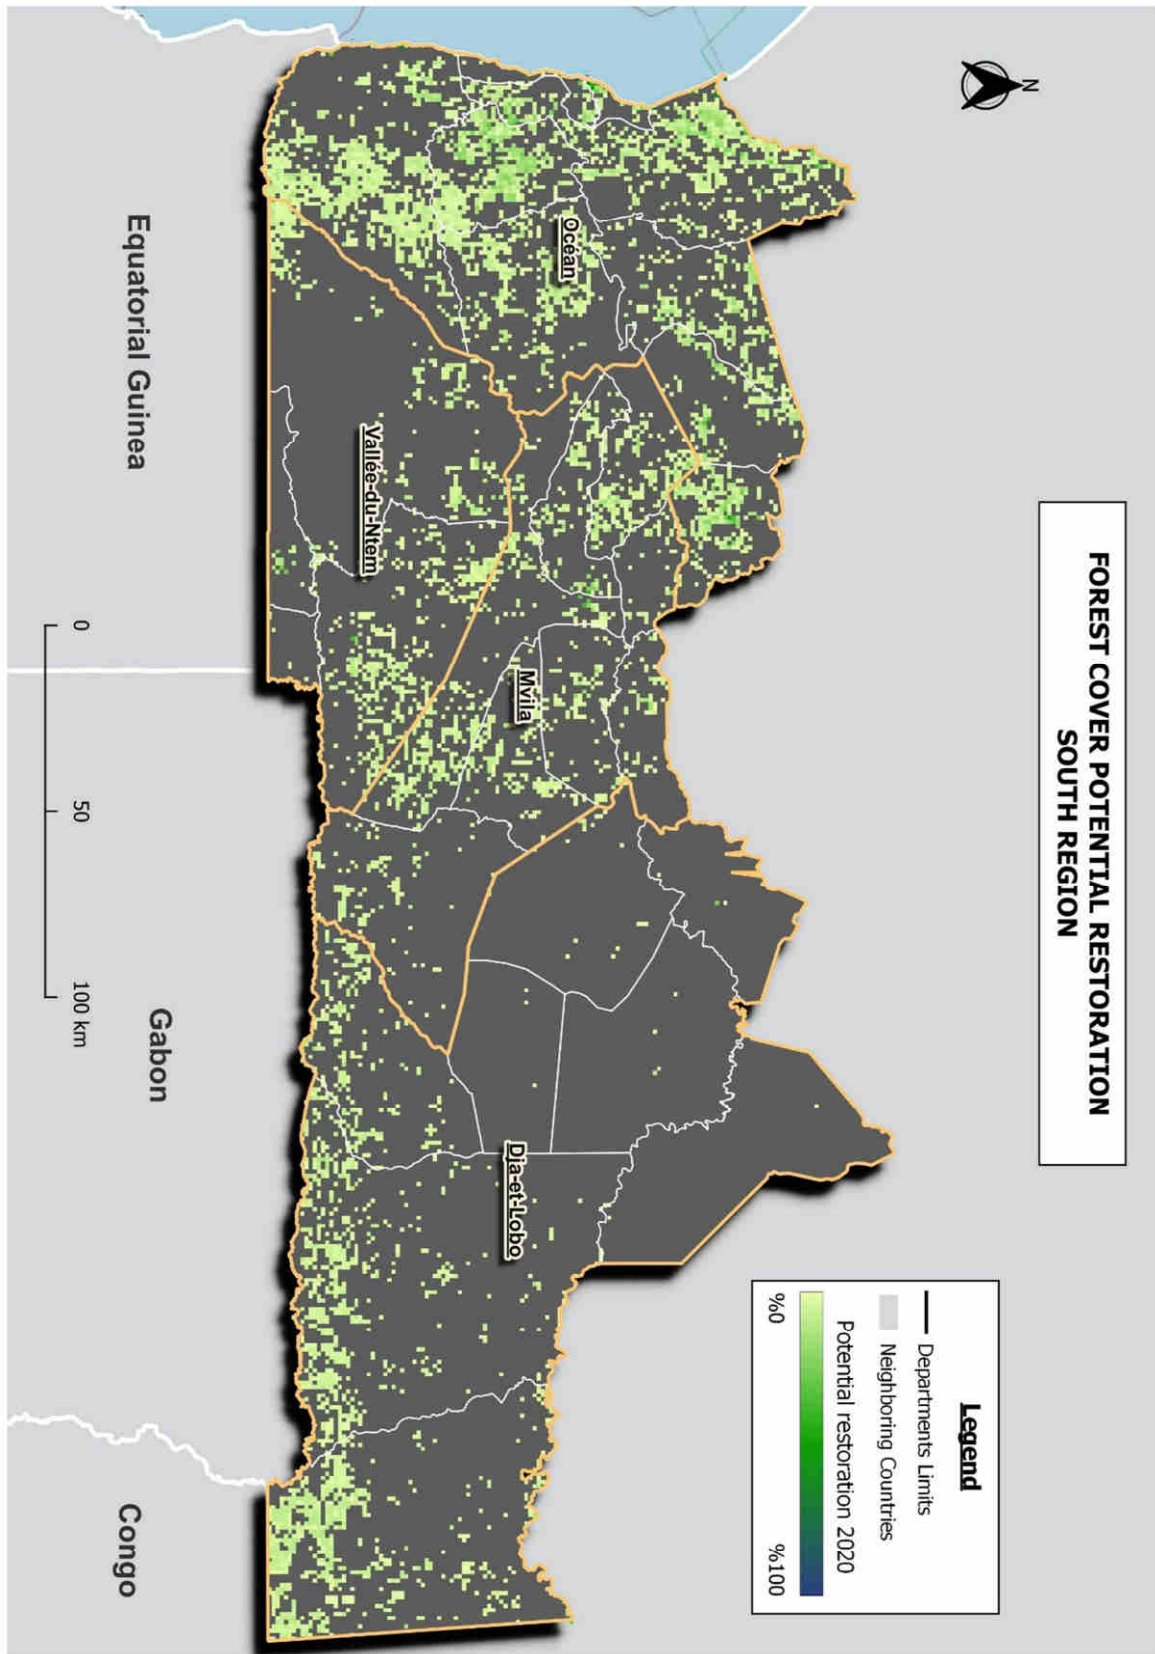 FOREST COVER POTENTIAL RESTORATION
SOUTH REGION
N
Legend
Departments Limits
Neighboring Countries
Potential restoration 2020
%0
%100
Océan
Mvila
Dja-et-Lobo
Vallée-du-Ntem
Equatorial Guinea
Gabon
Congo
0
50
100 km